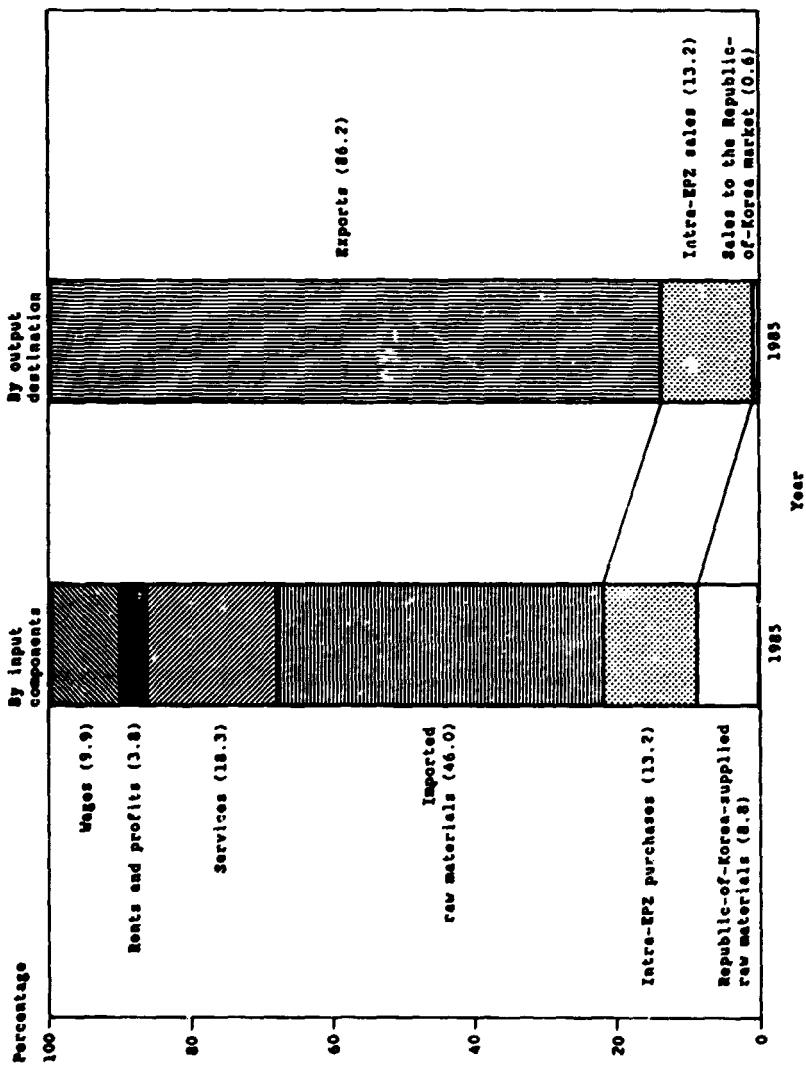 Percentage
By input
components
By output
destination
100
80
60
40
20
0
Wages (9.9)
Rents and profits (3.8)
Services (18.3)
Imported
raw materials (46.0)
Intra-EPZ purchases (13.2)
Republic-of-Korea-supplied
raw materials (8.8)
Exports (86.2)
Intra-EPZ sales (13.2)
Sales to the Republic-
of-Korea market (0.6)
1985
1985
Year